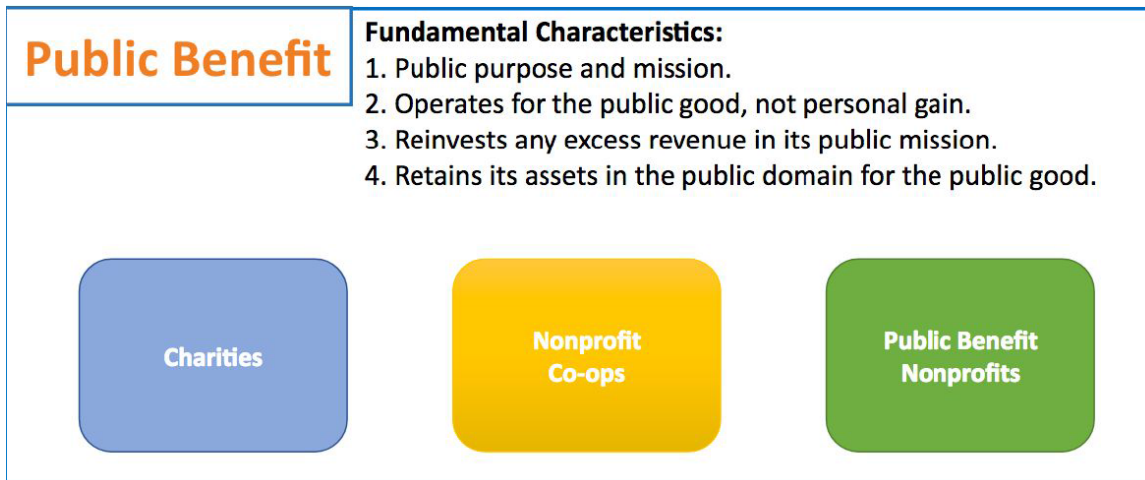 Public Benefit
Fundamental Characteristics:
1. Public purpose and mission.
2. Operates for the public good, not personal gain.
3. Reinvests any excess revenue in its public mission.
4. Retains its assets in the public domain for the public good.
Charities
Nonprofit
Co-ops
Public Benefit
Nonprofits